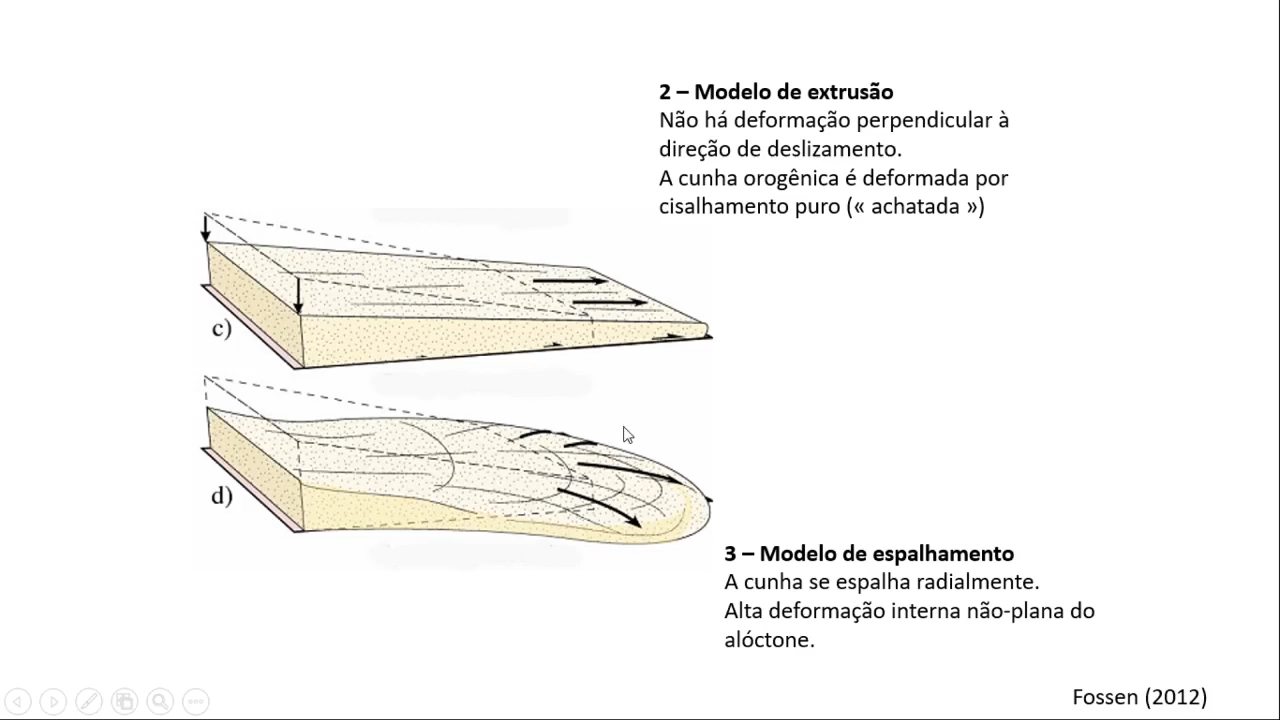 2 – Modelo de extrusão
Não há deformação perpendicular à
direção de deslizamento.
A cunha orogênica é deformada por
cisalhamento puro (« achatada »)
c)
d)
3 – Modelo de espalhamento
A cunha se espalha radialmente.
Alta deformação interna não-plana do
alóctone.
Fossen (2012)